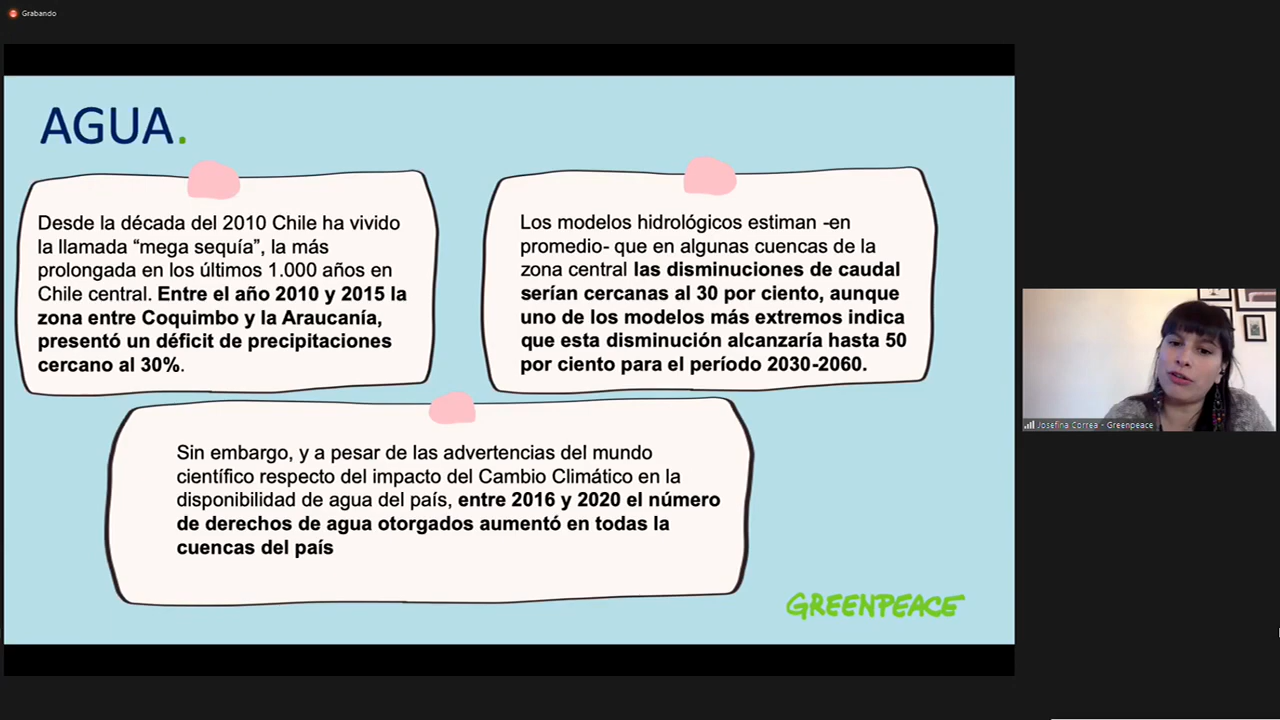 Grabando
AGUA.
Desde la década del 2010 Chile ha vivido
la llamada “mega sequía”, la más
prolongada en los últimos 1.000 años en
Chile central. Entre el año 2010 y 2015 la
zona entre Coquimbo y la Araucanía,
presentó un déficit de precipitaciones
cercano al 30%.
Los modelos hidrológicos estiman -en
promedio- que en algunas cuencas de la
zona central las disminuciones de caudal
serían cercanas al 30 por ciento, aunque
uno de los modelos más extremos indica
que esta disminución alcanzaría hasta 50
por ciento para el período 2030-2060.
Sin embargo, y a pesar de las advertencias del mundo
científico respecto del impacto del Cambio Climático en la
disponibilidad de agua del país, entre 2016 y 2020 el número
de derechos de agua otorgados aumentó en todas la
cuencas del país
GREENPEACE
Josefina Correa - Greenpeace